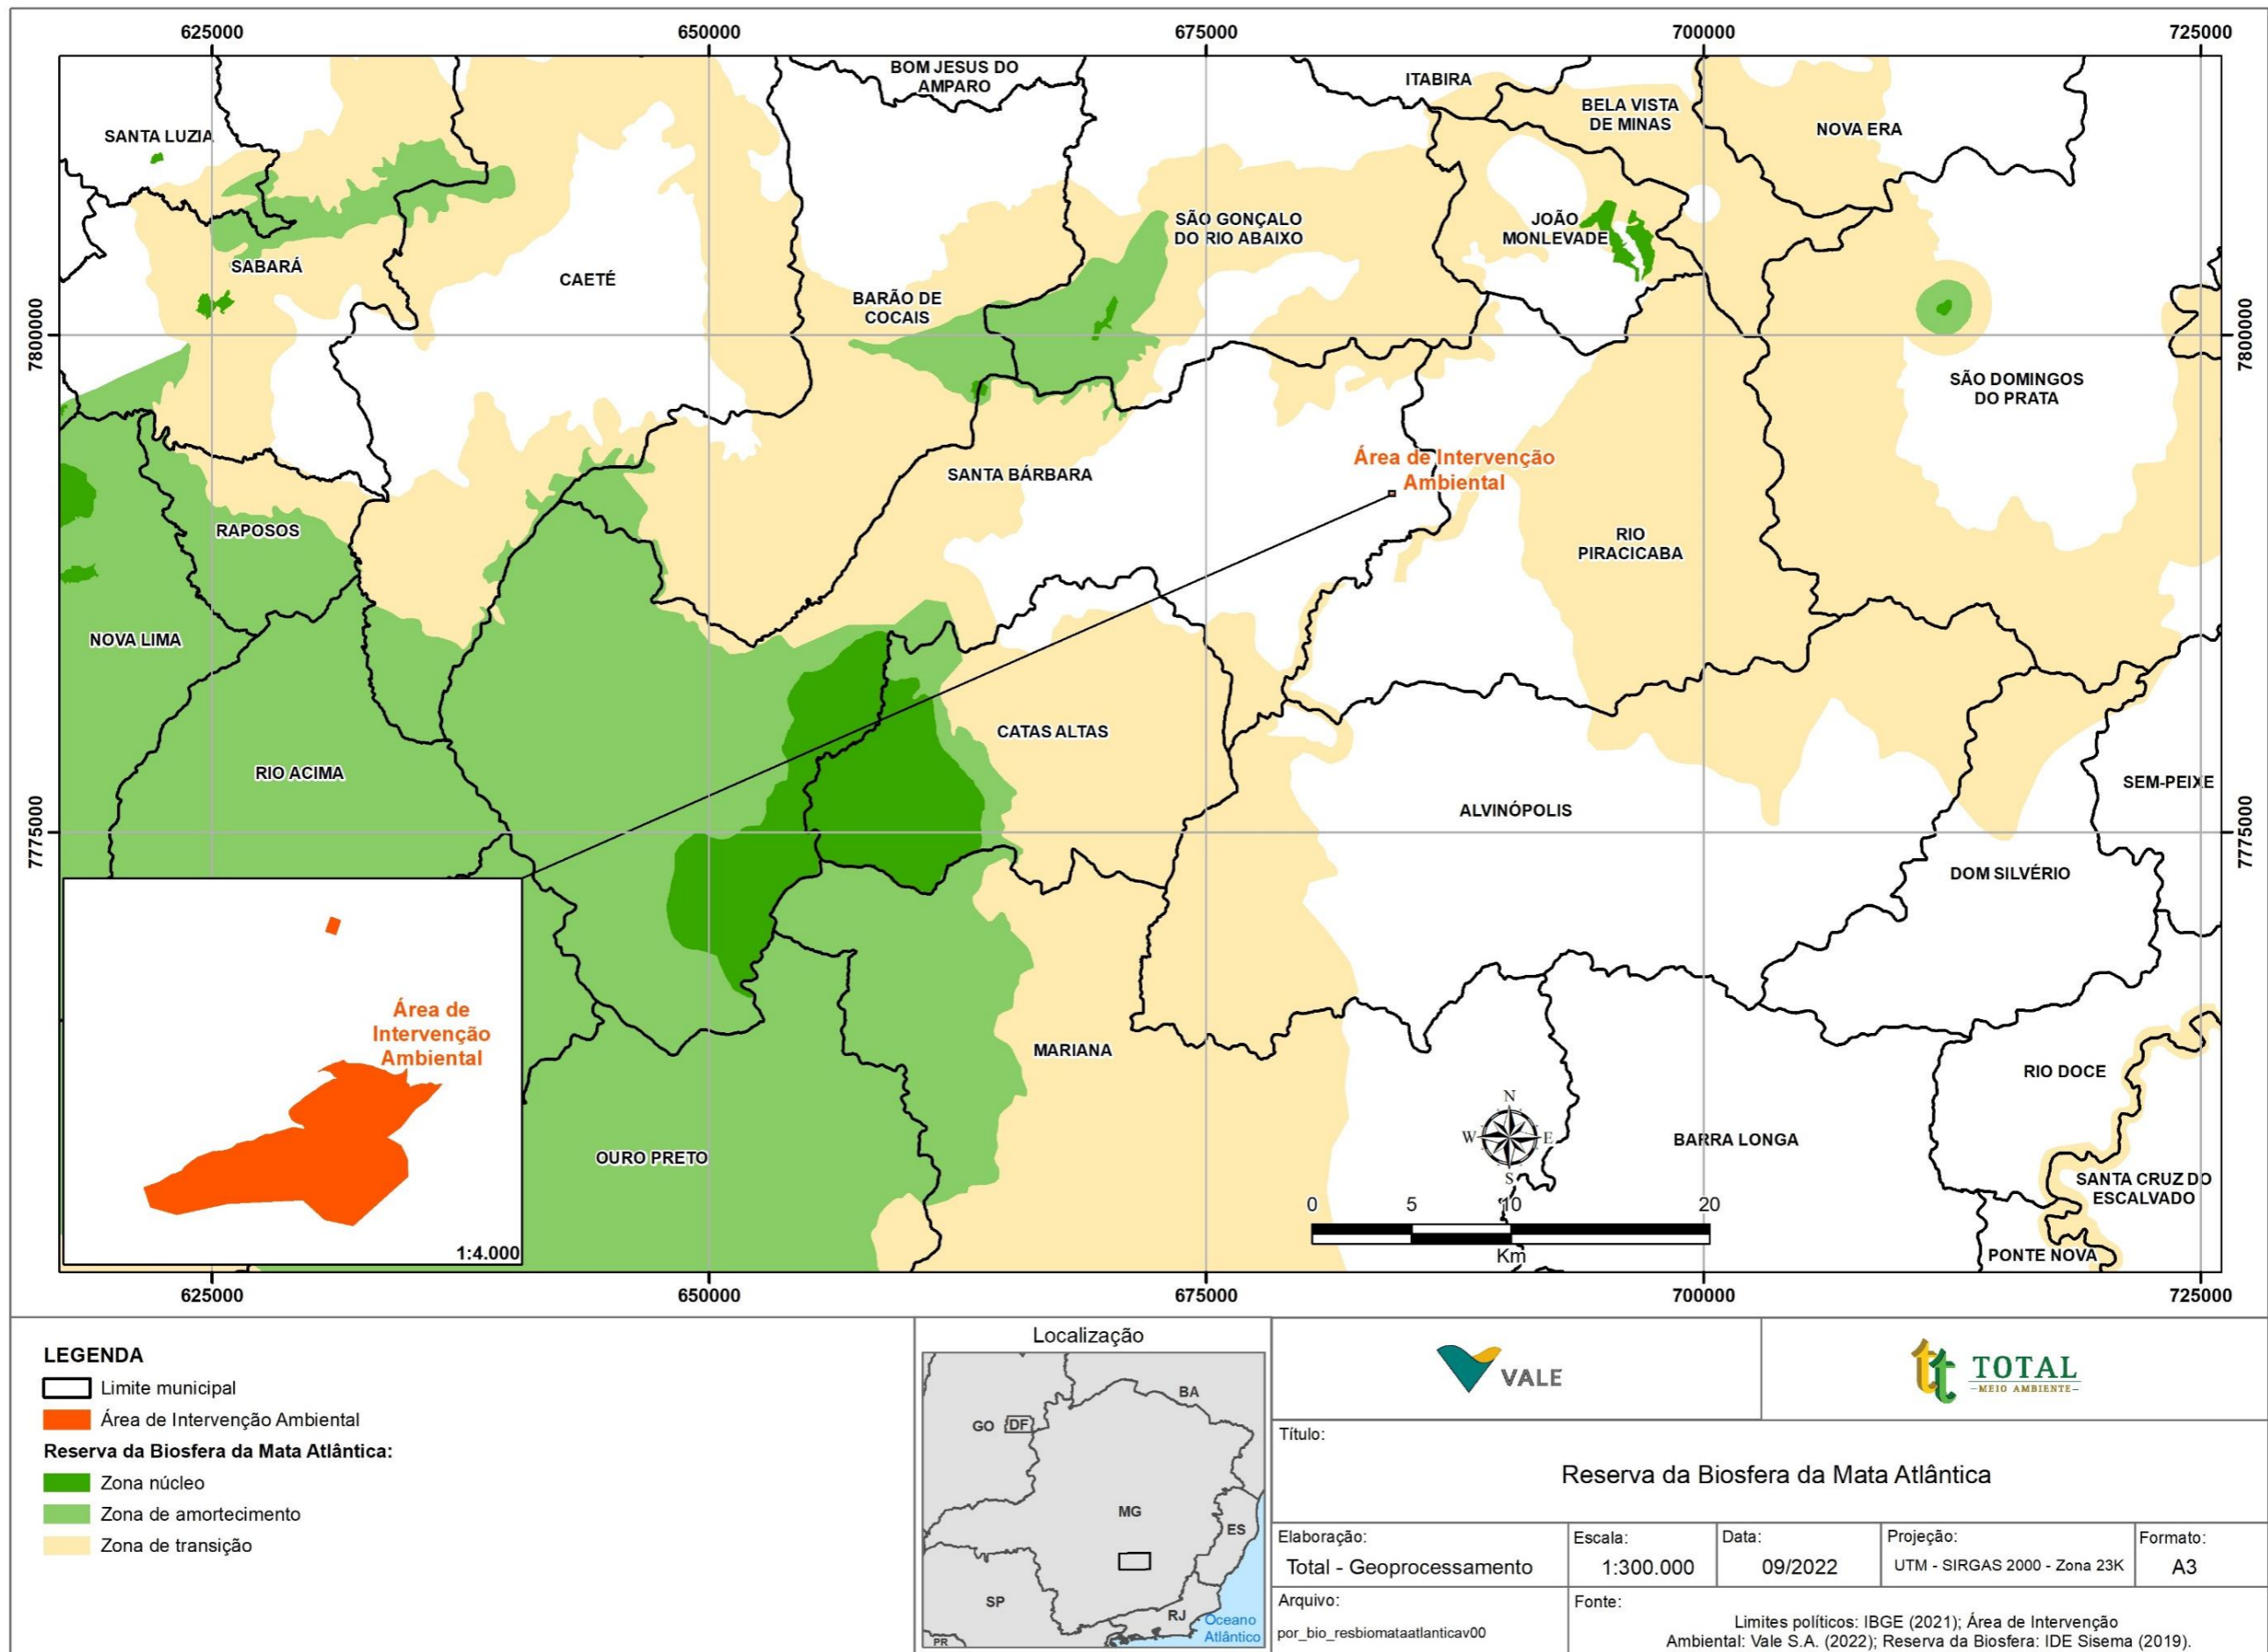 625000
650000
675000
700000
725000
BOM JESUS DO
AMPARO
ITABIRA
BELA VISTA
DE MINAS
NOVA ERA
SANTA LUZIA
SÃO GONÇALO
DO RIO ABAIXO
JOÃO
MONLEVADE
SABARÁ
CAETÉ
BARÃO DE
COCAIS
7800000
7800000
SÃO DOMINGOS
DO PRATA
SANTA BÁRBARA
Área de Intervenção
Ambiental
RAPOSOS
RIO
PIRACICABA
NOVA LIMA
CATAS ALTAS
RIO ACIMA
SEM-PEIXE
ALVINÓPOLIS
7775000
7775000
DOM SILVÉRIO
Área de
Intervenção
Ambiental
MARIANA
RIO DOCE
N
W
E
S
OURO PRETO
BARRA LONGA
SANTA CRUZ DO
ESCALVADO
0 5 10 20
Km
PONTE NOVA
1:4.000
625000
650000
675000
700000
725000
LEGENDA
Limite municipal
Área de Intervenção Ambiental
Reserva da Biosfera da Mata Atlântica:
Zona núcleo
Zona de amortecimento
Zona de transição
Localização
BA
GO
DF
MG
ES
SP
RJ
Oceano
Atlântico
PR
VALE
TOTAL
-MEIO AMBIENTE-
Título:
Reserva da Biosfera da Mata Atlântica
Elaboração:
Total - Geoprocessamento
Escala:
1:300.000
Data:
09/2022
Projeção:
UTM - SIRGAS 2000 - Zona 23K
Formato:
A3
Arquivo:
por_bio_resbiomataatlanticav00
Fonte:
Limites políticos: IBGE (2021); Área de Intervenção
Ambiental: Vale S.A. (2022); Reserva da Biosfera: IDE Sisema (2019).